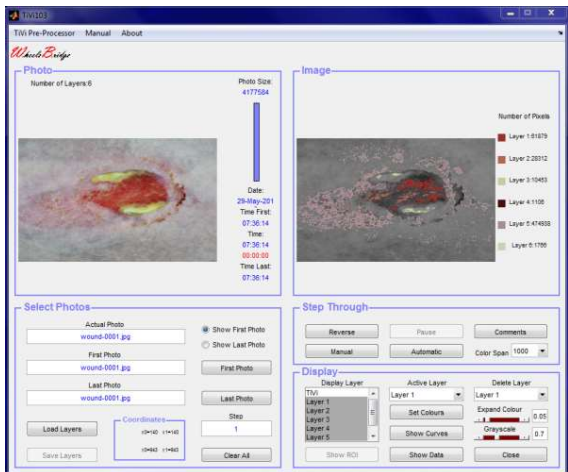 TiVi103
TiVi Pre-Processor Manual About
WheelsBridge
Photo
Number of Layers:6
Photo Size:
4177584
Date:
29-May-201
Time First:
07:36:14
Time:
07:36:14
00:00:00
Time Last:
07:36:14
Image
Number of Pixels
Layer 1:61879
Layer 2:28312
Layer 3:10453
Layer 4:1106
Layer 5:474938
Layer 6:1786
Select Photos
Actual Photo
wound-0001.jpg
Show First Photo
Show Last Photo
First Photo
wound-0001.jpg
First Photo
Last Photo
wound-0001.jpg
Last Photo
Load Layers
Coordinates
Step
1
Save Layers
Clear All
Step Through
Reverse Pause Comments
Manual Automatic Color Span 1000
Display
Display Layer Active Layer Delete Layer
TiVi
Layer 1
Layer 2
Layer 3
Layer 4
Layer 5
Layer 1
Layer 1
Set Colours
Expand Colour
0.05
Show Curves
Grayscale
0.7
Show ROI Show Data Close